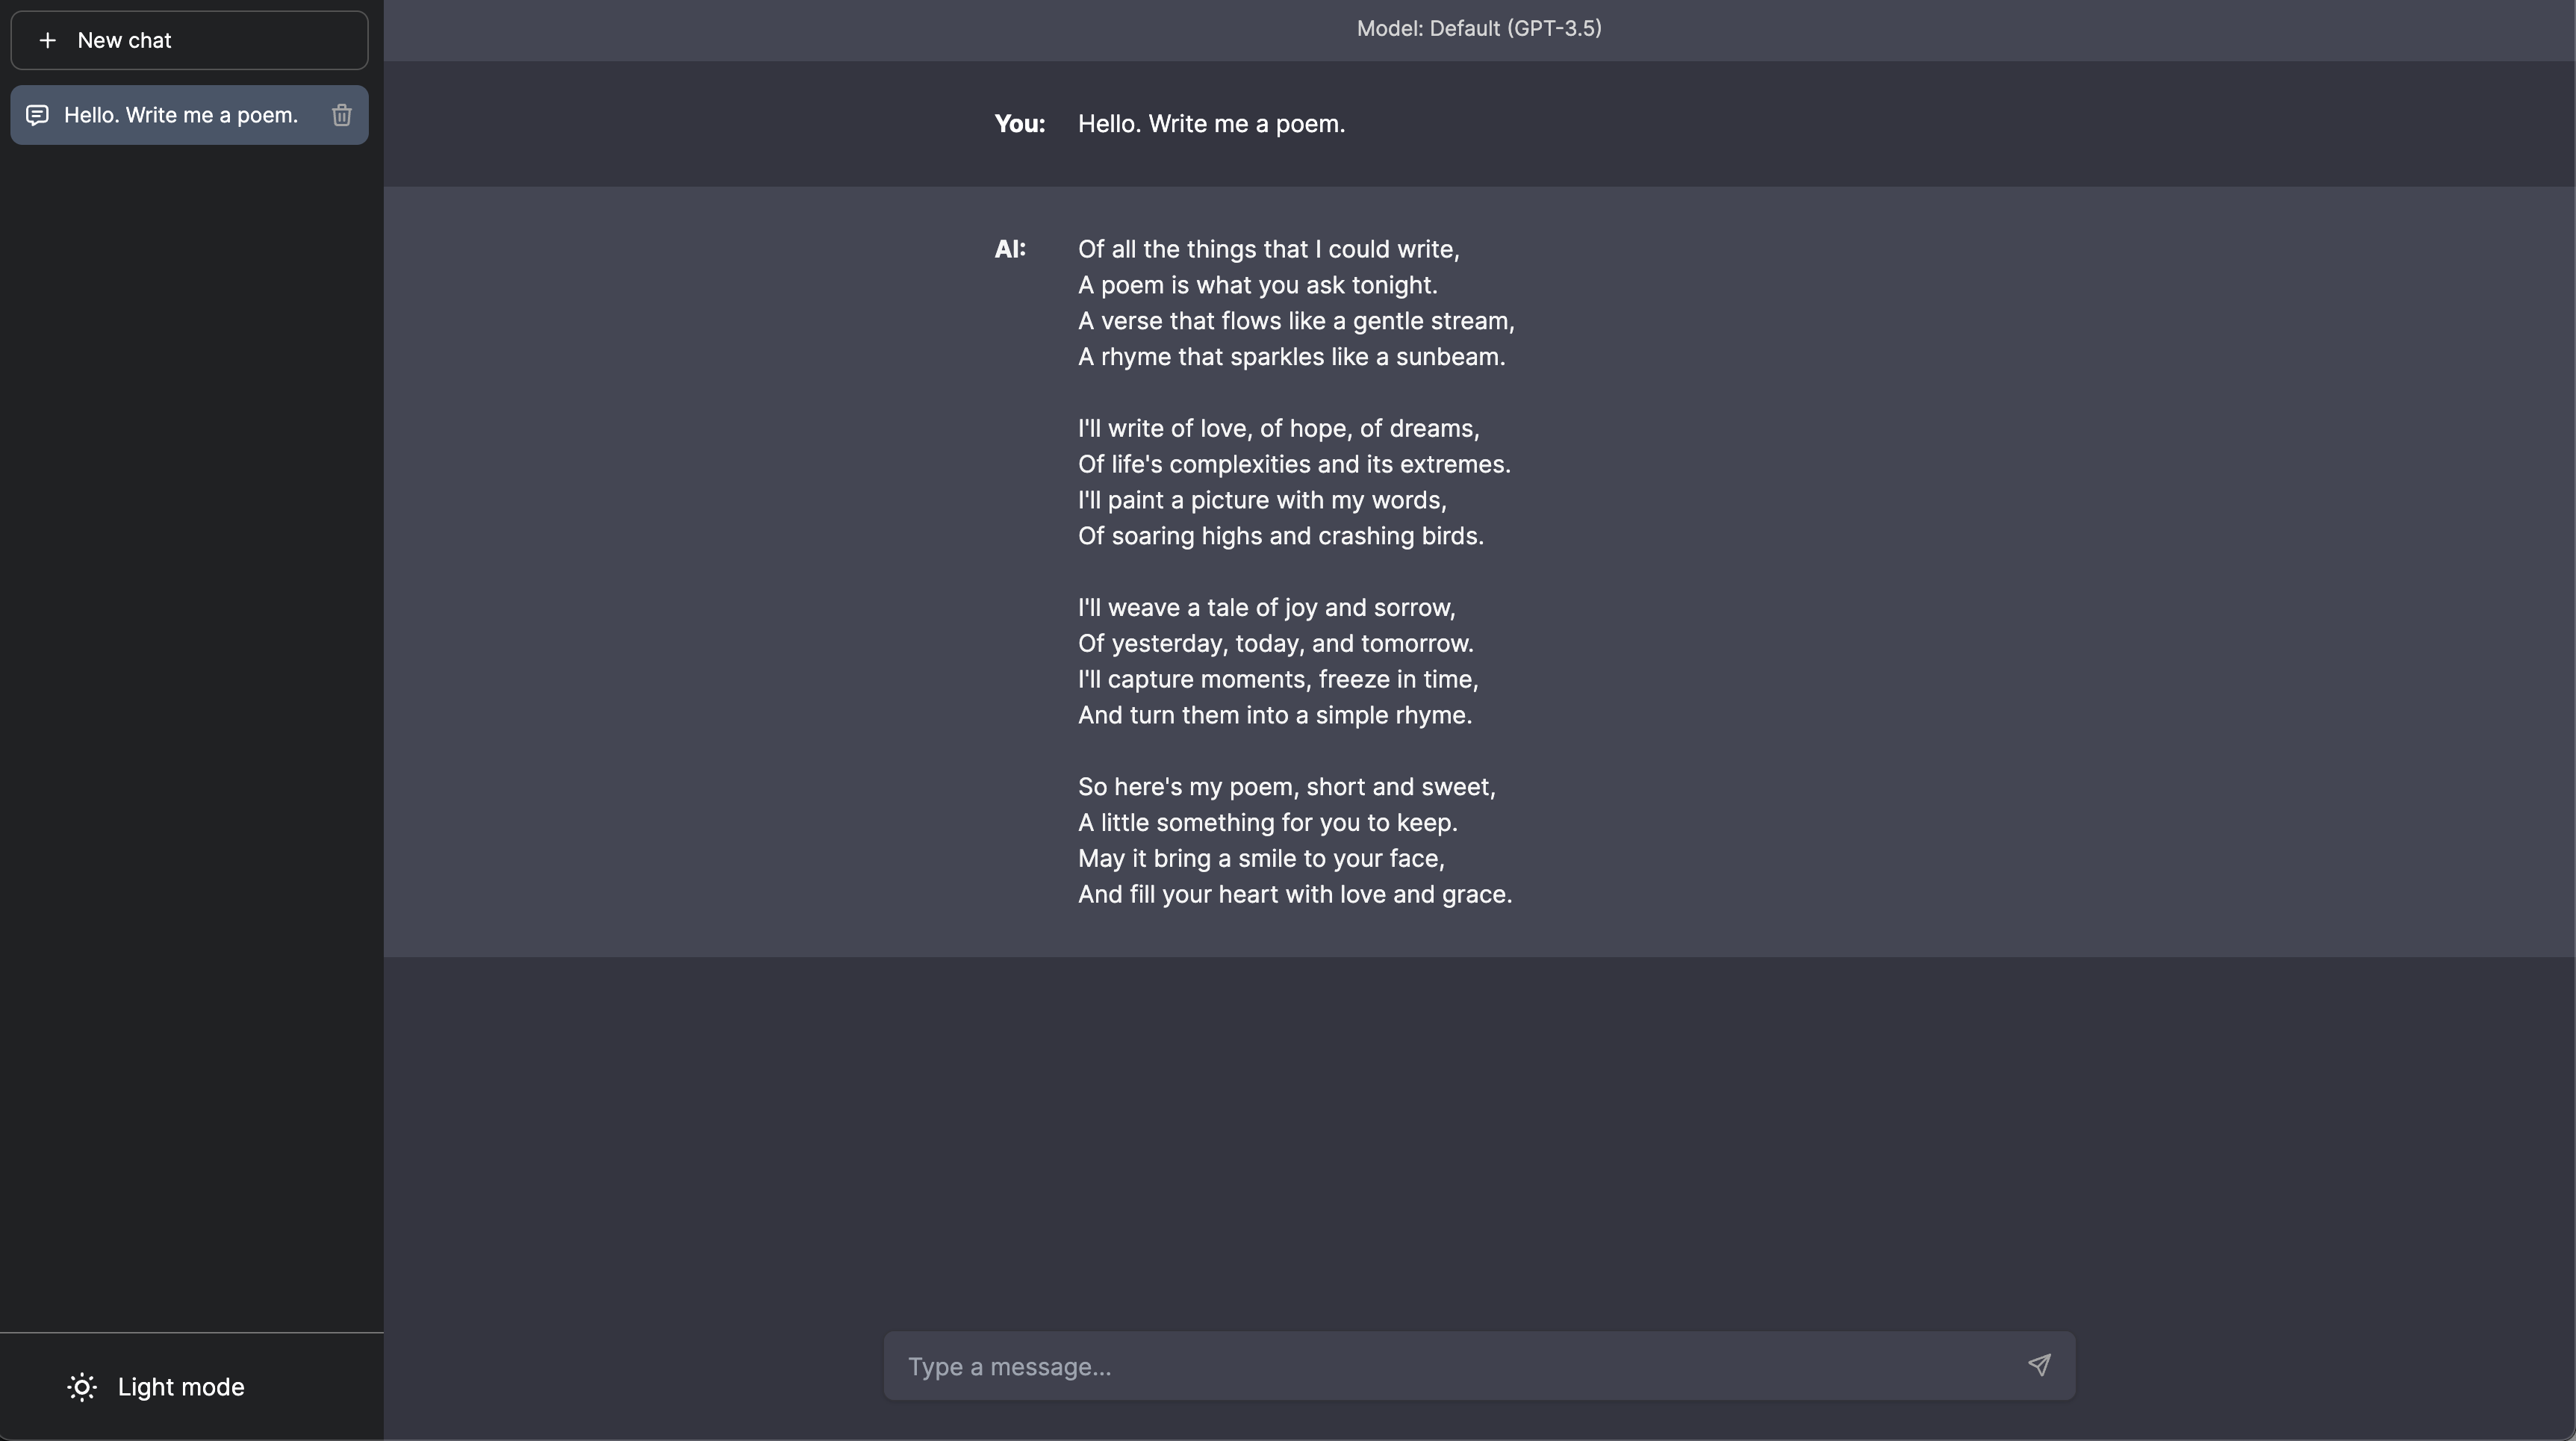 New chat
Hello. Write me a poem.
Model: Default (GPT-3.5)
You: Hello. Write me a poem.
AI: Of all the things that I could write,
A poem is what you ask tonight.
A verse that flows like a gentle stream,
A rhyme that sparkles like a sunbeam.
I'll write of love, of hope, of dreams,
Of life's complexities and its extremes.
I'll paint a picture with my words,
Of soaring highs and crashing birds.
I'll weave a tale of joy and sorrow,
Of yesterday, today, and tomorrow.
I'll capture moments, freeze in time,
And turn them into a simple rhyme.
So here's my poem, short and sweet,
A little something for you to keep.
May it bring a smile to your face,
And fill your heart with love and grace.
Type a message...
Light mode